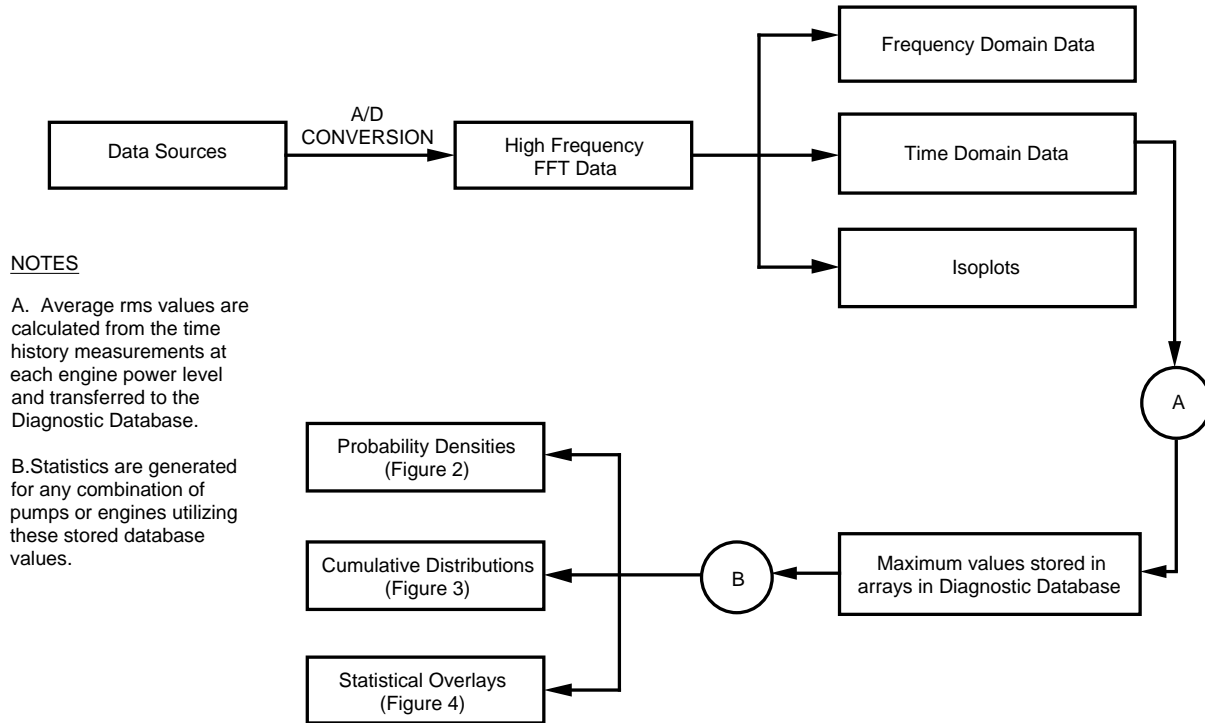 Frequency Domain Data
A/D
CONVERSION
Data Sources
High Frequency
FFT Data
Time Domain Data
Isoplots
NOTES
A. Average rms values are
calculated from the time
history measurements at
each engine power level
and transferred to the
Diagnostic Database.
B.Statistics are generated
for any combination of
pumps or engines utilizing
these stored database
values.
A
Probability Densities
(Figure 2)
Cumulative Distributions
(Figure 3)
B
Maximum values stored in
arrays in Diagnostic Database
Statistical Overlays
(Figure 4)